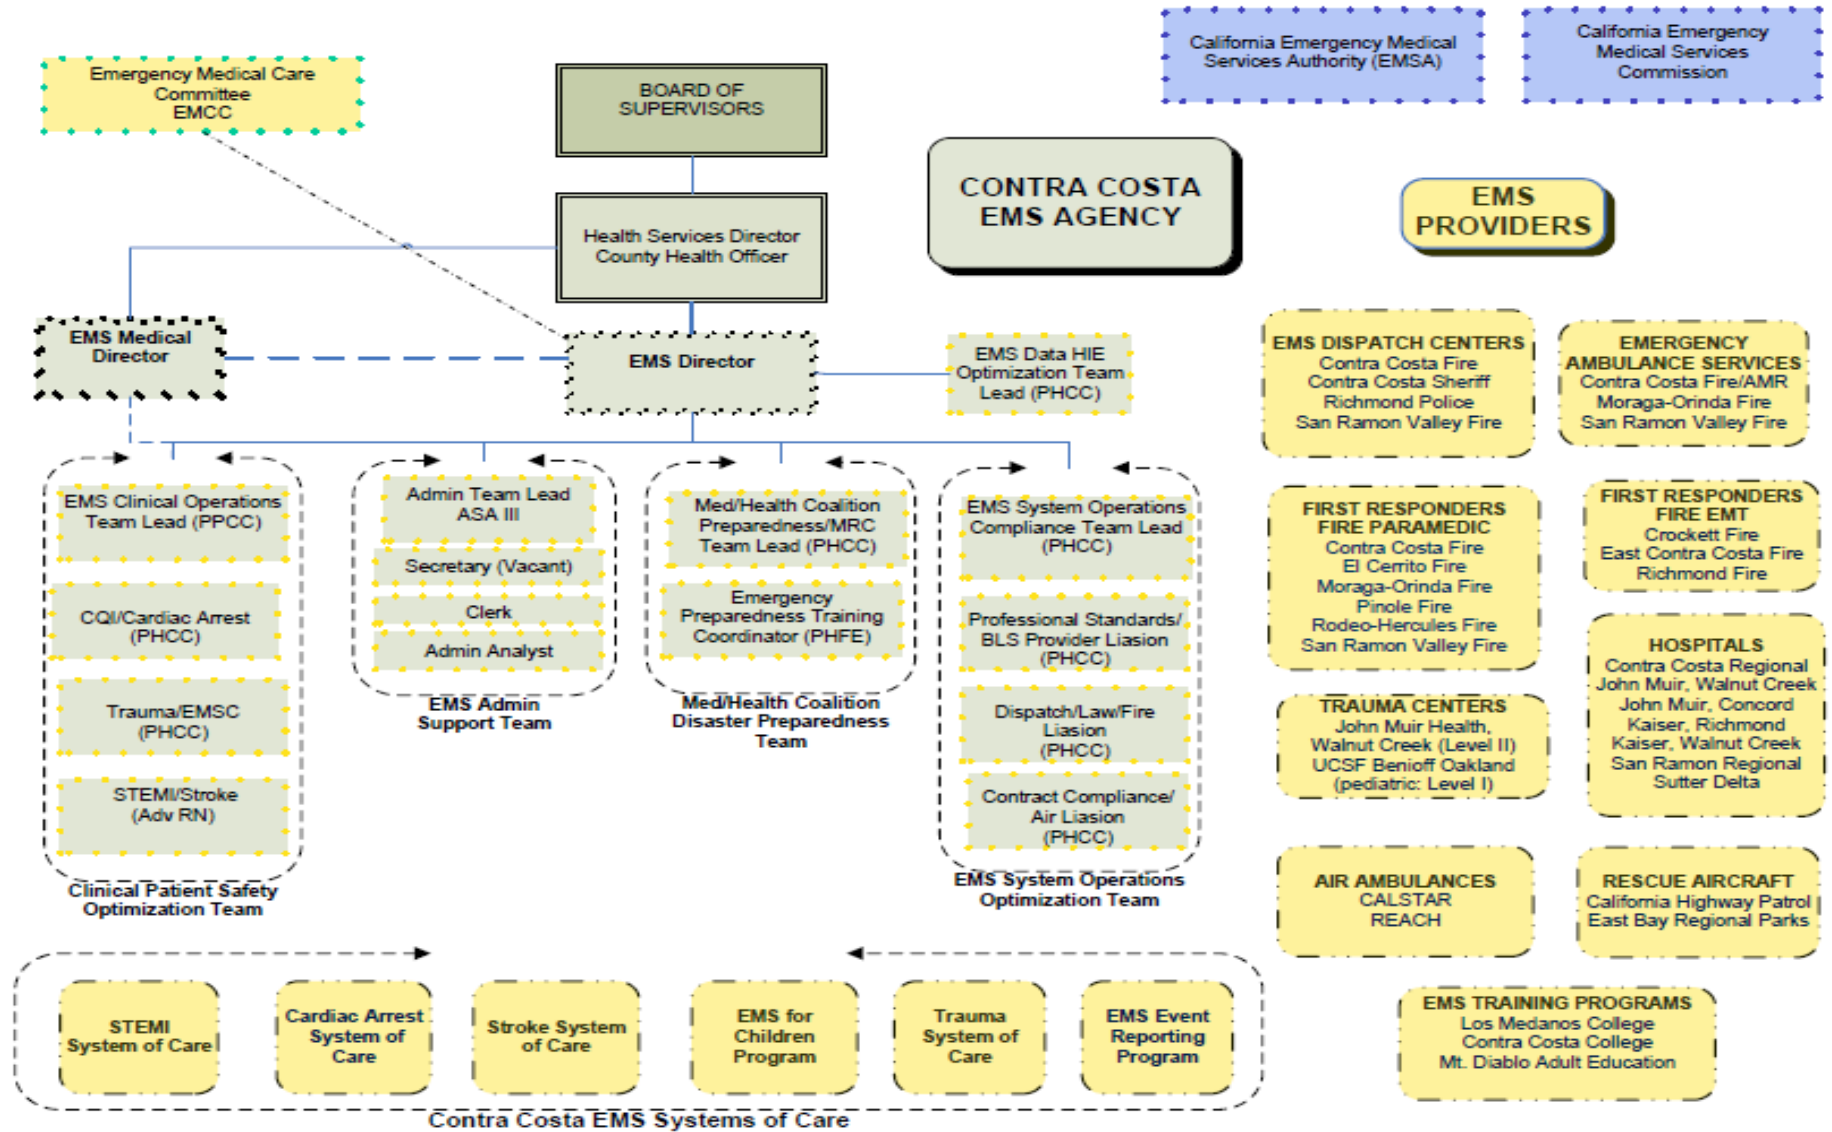 California Emergency Medical
Services Authority (EMSA)
California Emergency
Medical Services
Commission
Emergency Medical Care
Committee
EMCC
BOARD OF
SUPERVISORS
CONTRA COSTA
EMS AGENCY
EMS
PROVIDERS
Health Services Director
County Health Officer
EMS Medical
Director
EMS Director
EMS Data HIE
Optimization Team
Lead (PHCC)
EMS Clinical Operations
Team Lead (PPCC)
CQI/Cardiac Arrest
(PHCC)
Trauma/EMSC
(PHCC)
STEMI/Stroke
(Adv RN)
Clinical Patient Safety
Optimization Team
Admin Team Lead
ASA III
Secretary (Vacant)
Clerk
Admin Analyst
EMS Admin
Support Team
Med/Health Coalition
Preparedness/MRC
Team Lead (PHCC)
Emergency
Preparedness Training
Coordinator (PHFE)
Med/Health Coalition
Disaster Preparedness
Team
EMS System Operations
Compliance Team Lead
(PHCC)
Professional Standards/
BLS Provider Liasion
(PHCC)
Dispatch/Law/Fire
Liasion
(PHCC)
Contract Compliance/
Air Liasion
(PHCC)
EMS System Operations
Optimization Team
EMS DISPATCH CENTERS
Contra Costa Fire
Contra Costa Sheriff
Richmond Police
San Ramon Valley Fire
EMERGENCY
AMBULANCE SERVICES
Contra Costa Fire/AMR
Moraga-Orinda Fire
San Ramon Valley Fire
FIRST RESPONDERS
FIRE PARAMEDIC
Contra Costa Fire
El Cerrito Fire
Moraga-Orinda Fire
Pinole Fire
Rodeo-Hercules Fire
San Ramon Valley Fire
FIRST RESPONDERS
FIRE EMT
Crockett Fire
East Contra Costa Fire
Richmond Fire
HOSPITALS
Contra Costa Regional
John Muir, Walnut Creek
John Muir, Concord
Kaiser, Richmond
Kaiser, Walnut Creek
San Ramon Regional
Sutter Delta
TRAUMA CENTERS
John Muir Health,
Walnut Creek (Level II)
UCSF Benioff Oakland
(pediatric: Level I)
AIR AMBULANCES
CALSTAR
REACH
RESCUE AIRCRAFT
California Highway Patrol
East Bay Regional Parks
EMS TRAINING PROGRAMS
Los Medanos College
Contra Costa College
Mt. Diablo Adult Education
STEMI
System of Care
Cardiac Arrest
System of
Care
Stroke System
of Care
EMS for
Children
Program
Trauma
System of
Care
EMS Event
Reporting
Program
Contra Costa EMS Systems of Care